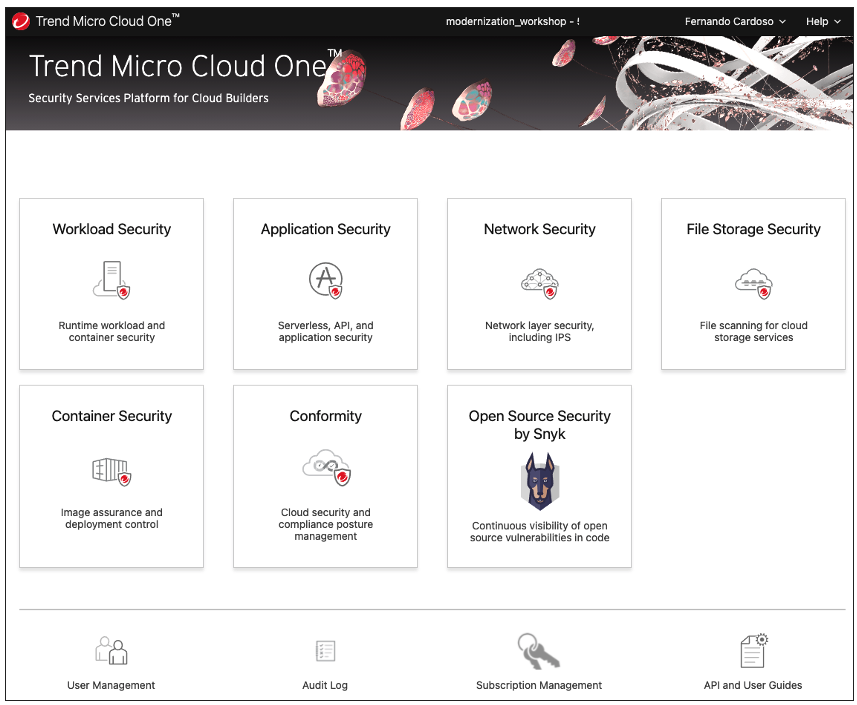 Trend Micro Cloud One™
modernization_workshop - 
Fernando Cardoso
Help
Trend Micro Cloud One™
Security Services Platform for Cloud Builders
Workload Security
Runtime workload and
container security
Application Security
Serverless, API, and
application security
Network Security
Network layer security,
including IPS
File Storage Security
File scanning for cloud
storage services
Container Security
Image assurance and
deployment control
Conformity
Cloud security and
compliance posture
management
Open Source Security
by Snyk
Continuous visibility of open
source vulnerabilities in code
User Management
Audit Log
Subscription Management
API and User Guides